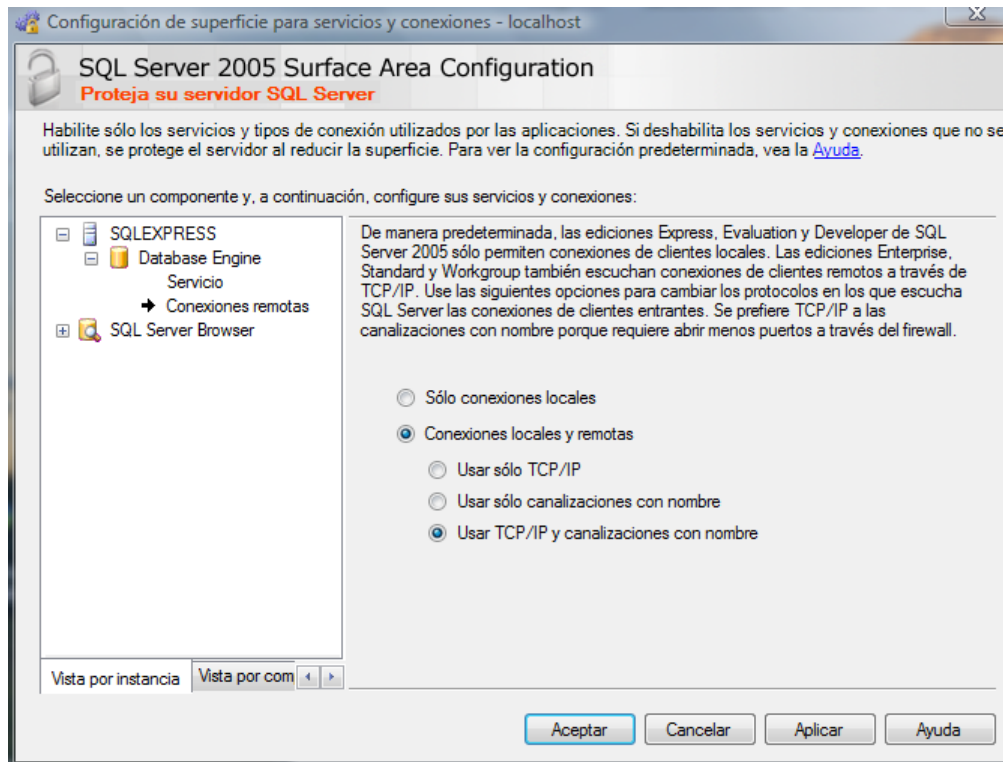 Configuración de superficie para servicios y conexiones - localhost
SQL Server 2005 Surface Area Configuration
Proteja su servidor SQL Server
Habilite sólo los servicios y tipos de conexión utilizados por las aplicaciones. Si deshabilita los servicios y conexiones que no se
utilizan, se protege el servidor al reducir la superficie. Para ver la configuración predeterminada, vea la Ayuda.
Seleccione un componente y, a continuación, configure sus servicios y conexiones:
SQLEXPRESS
Database Engine
Servicio
Conexiones remotas
SQL Server Browser
De manera predeterminada, las ediciones Express, Evaluation y Developer de SQL
Server 2005 sólo permiten conexiones de clientes locales. Las ediciones Enterprise,
Standard y Workgroup también escuchan conexiones de clientes remotos a través de
TCP/IP. Use las siguientes opciones para cambiar los protocolos en los que escucha
SQL Server las conexiones de clientes entrantes. Se prefiere TCP/IP a las
canalizaciones con nombre porque requiere abrir menos puertos a través del firewall.
Sólo conexiones locales
Conexiones locales y remotas
Usar sólo TCP/IP
Usar sólo canalizaciones con nombre
Usar TCP/IP y canalizaciones con nombre
Vista por instancia Vista por com
Aceptar Cancelar Aplicar Ayuda